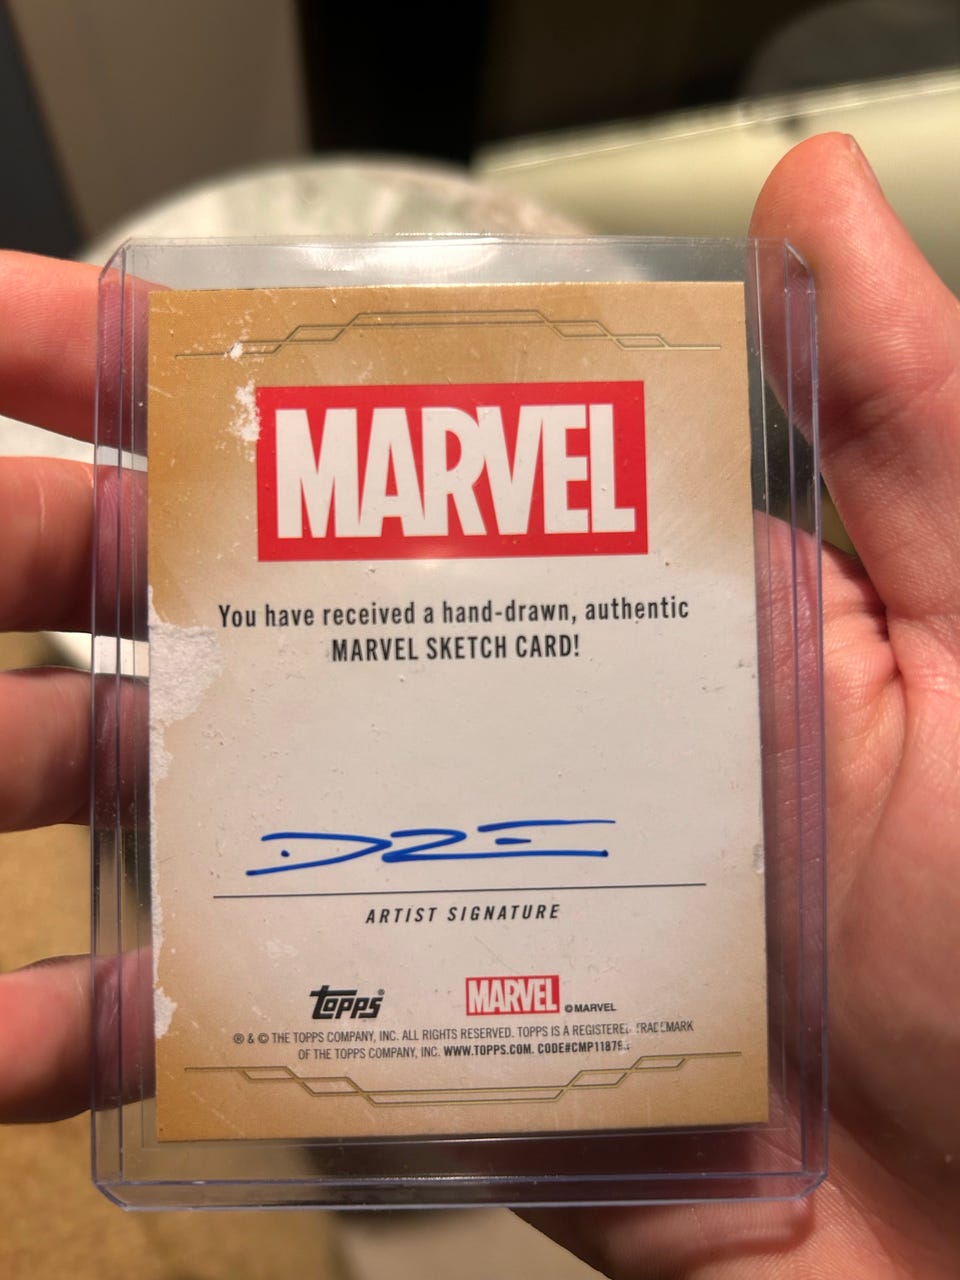 MARVEL
You have received a hand-drawn, authentic
MARVEL SKETCH CARD!
ARTIST SIGNATURE
topps®
MARVEL © MARVEL
® & © THE TOPPS COMPANY, INC. ALL RIGHTS RESERVED. TOPPS IS A REGISTERED TRADEMARK
OF THE TOPPS COMPANY, INC. WWW.TOPPS.COM.